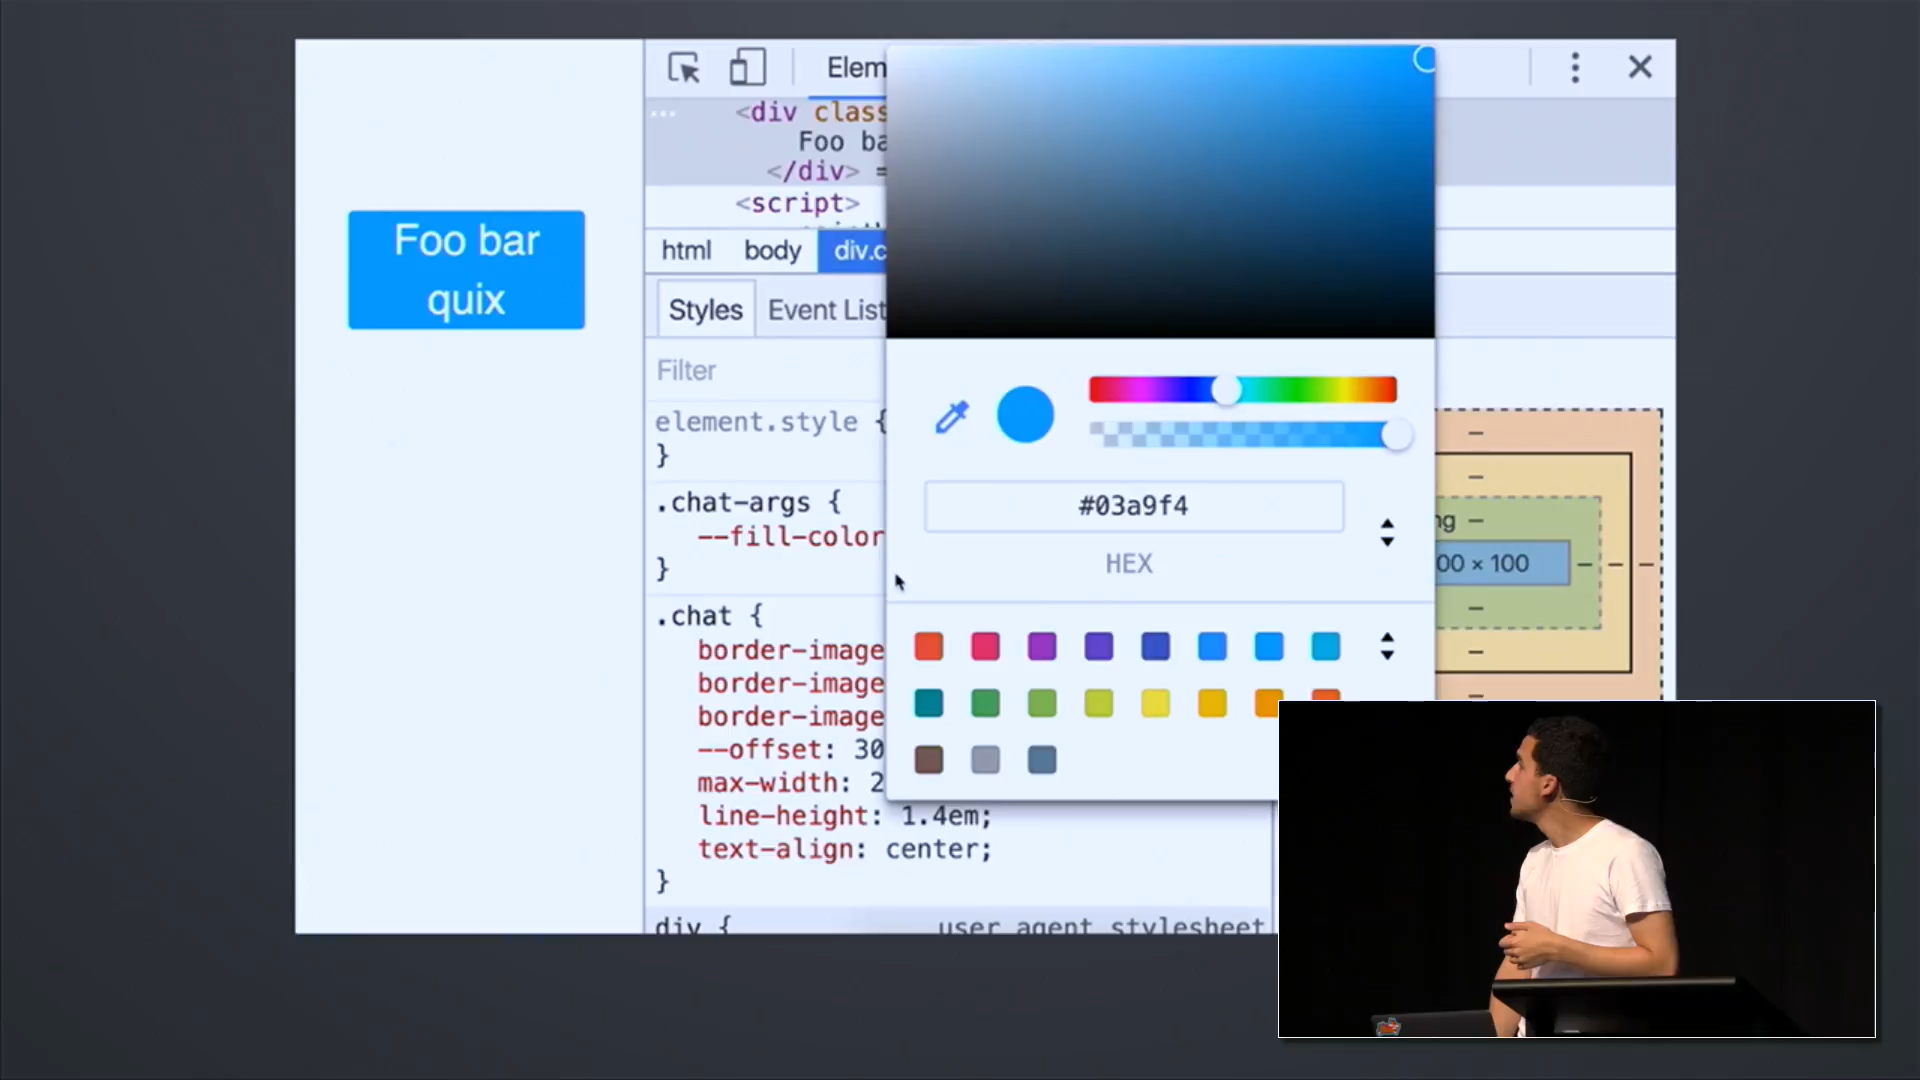 Foo bar
quix
Elem
<div class
Foo ba
</div> =
<script>
html body div.c
Styles Event List
Filter
element.style {
}
.chat-args {
--fill-color
}
.chat {
border-image
border-image
border-image
--offset: 30
max-width: 2
line-height: 1.4em;
text-align: center;
}
div { user agent stylesheet
#03a9f4
HEX
ng –
00 × 100